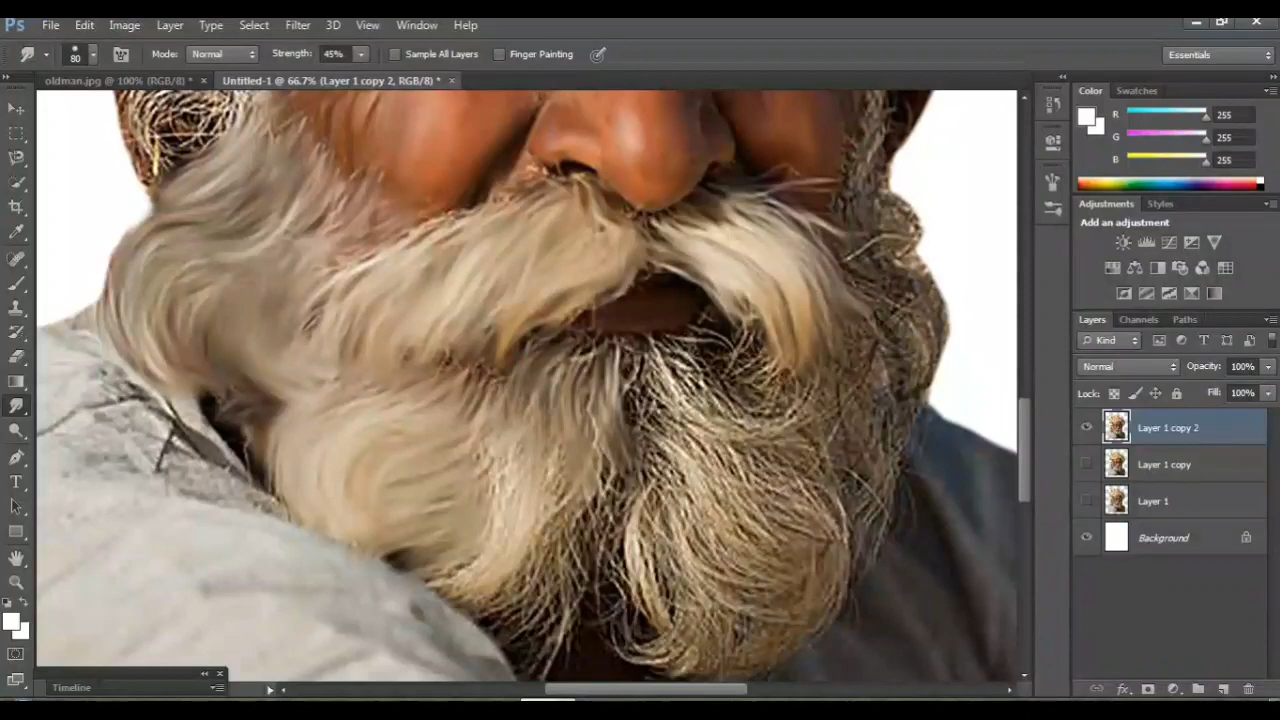 Ps File Edit Image Layer Type Select Filter 3D View Window Help
80 Mode: Normal Strength: 45% Sample All Layers Finger Painting Essentials
oldman.jpg @ 100% (RGB/8) * × Untitled-1 @ 66.7% (Layer 1 copy 2, RGB/8) * ×
Color Swatches
R 255
G 255
B 255
Adjustments Styles
Add an adjustment
Layers Channels Paths
Kind
Normal Opacity: 100%
Lock: Fill: 100%
Layer 1 copy 2
Layer 1 copy
Layer 1
Background
Timeline